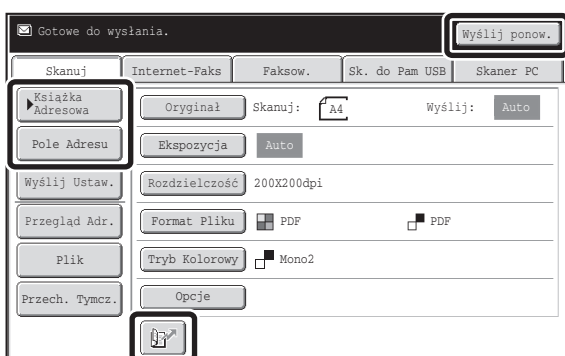 Gotowe do wysłania.
Wyślij ponow.
Skanuj Internet-Faks Faksow. Sk. do Pam USB Skaner PC
Książka
Adresowa
Oryginał Skanuj: A4 Wyślij: Auto
Pole Adresu Ekspozycja Auto
Wyślij Ustaw. Rozdzielczość 200X200dpi
Przegląd Adr. Format Pliku PDF PDF
Plik Tryb Kolorowy Mono2
Przech. Tymcz. Opcje